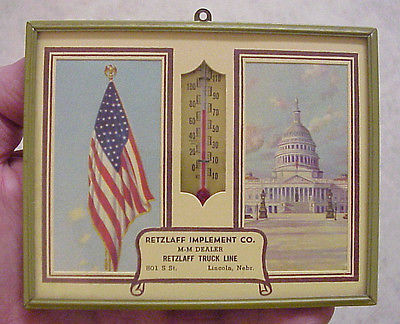 RETZLAFF IMPLEMENT CO.
M-M DEALER
RETZLAFF TRUCK LINE
801 S St. Lincoln, Nebr.